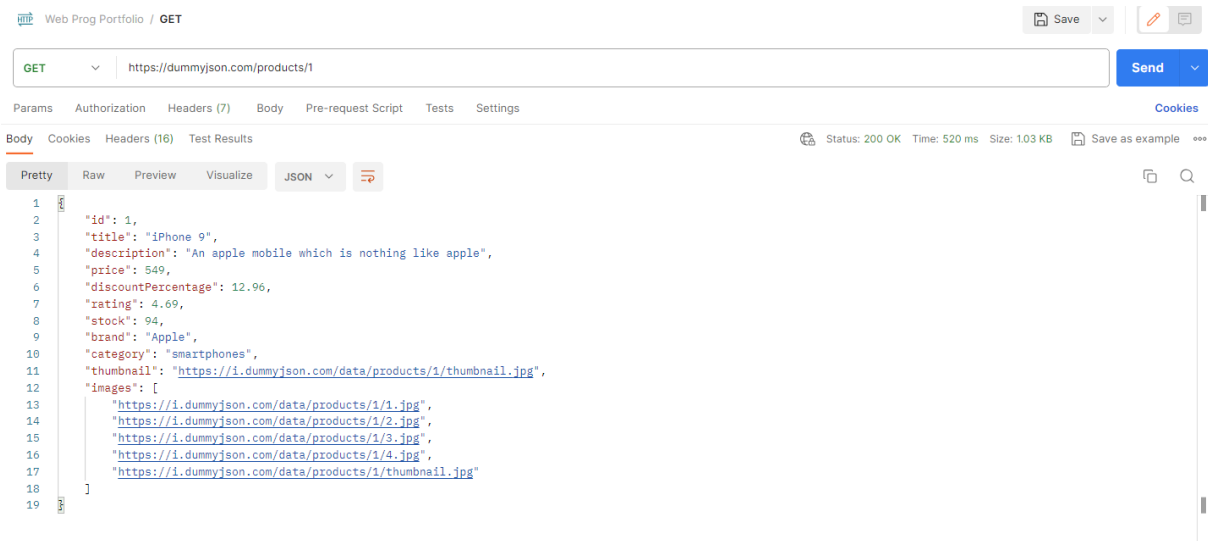 HTTP Web Prog Portfolio / GET Save
GET https://dummyjson.com/products/1 Send
Params Authorization Headers (7) Body Pre-request Script Tests Settings Cookies
Body Cookies Headers (16) Test Results Status: 200 OK Time: 520 ms Size: 1.03 KB Save as example
Pretty Raw Preview Visualize JSON
1 {
2 "id": 1,
3 "title": "iPhone 9",
4 "description": "An apple mobile which is nothing like apple",
5 "price": 549,
6 "discountPercentage": 12.96,
7 "rating": 4.69,
8 "stock": 94,
9 "brand": "Apple",
10 "category": "smartphones",
11 "thumbnail": "https://i.dummyjson.com/data/products/1/thumbnail.jpg",
12 "images": [
13 "https://i.dummyjson.com/data/products/1/1.jpg",
14 "https://i.dummyjson.com/data/products/1/2.jpg",
15 "https://i.dummyjson.com/data/products/1/3.jpg",
16 "https://i.dummyjson.com/data/products/1/4.jpg",
17 "https://i.dummyjson.com/data/products/1/thumbnail.jpg"
18 ]
19 }